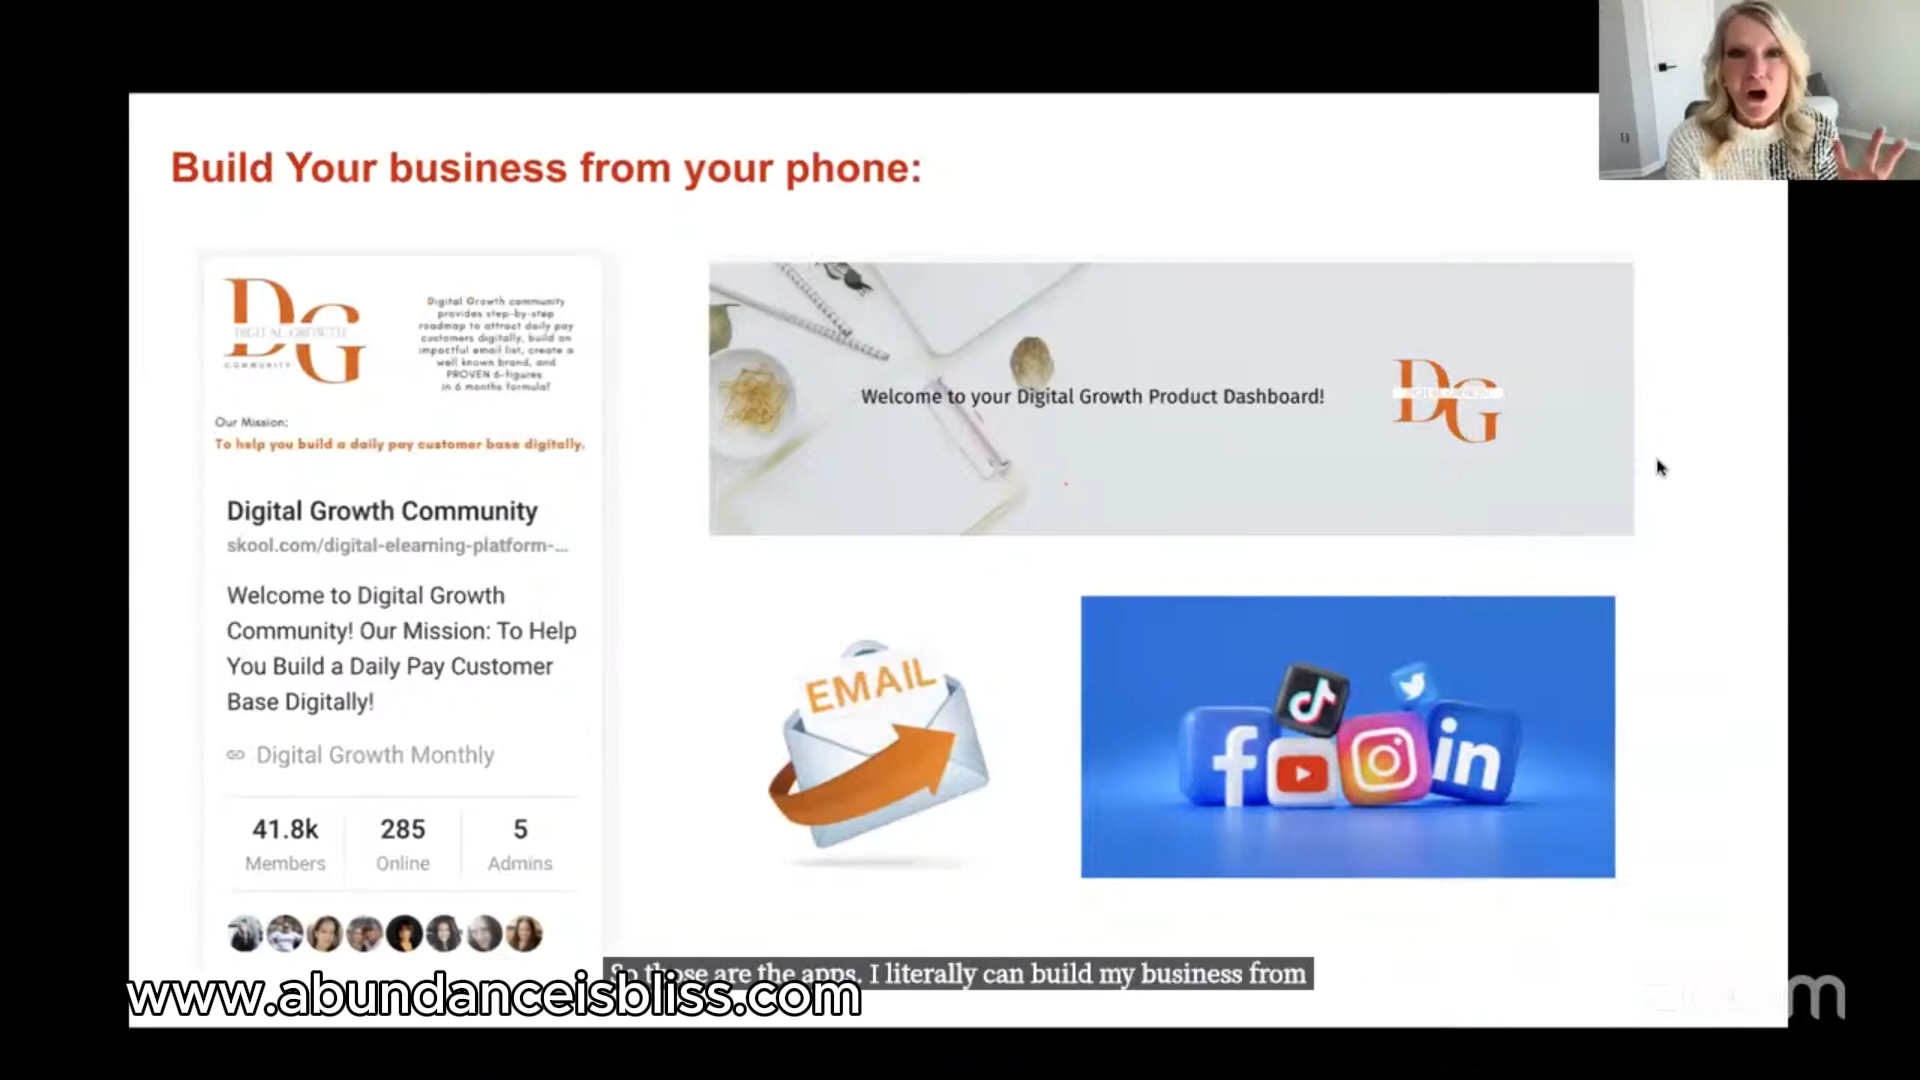 Build Your business from your phone:
DG
DIGITAL GROWTH
COMMUNITY
Digital Growth community
provides step-by-step
roadmap to attract daily pay
customers digitally, build an
impactful email list, create a
well known brand, and
PROVEN 6-figures
in 6 months formula!
Our Mission:
To help you build a daily pay customer base digitally.
Digital Growth Community
skool.com/digital-elearning-platform-...
Welcome to Digital Growth
Community! Our Mission: To Help
You Build a Daily Pay Customer
Base Digitally!
Digital Growth Monthly
41.8k
Members
285
Online
5
Admins
Welcome to your Digital Growth Product Dashboard!
DG
EMAIL
f
in
So those are the apps. I literally can build my business from
www.abundanceisbliss.com